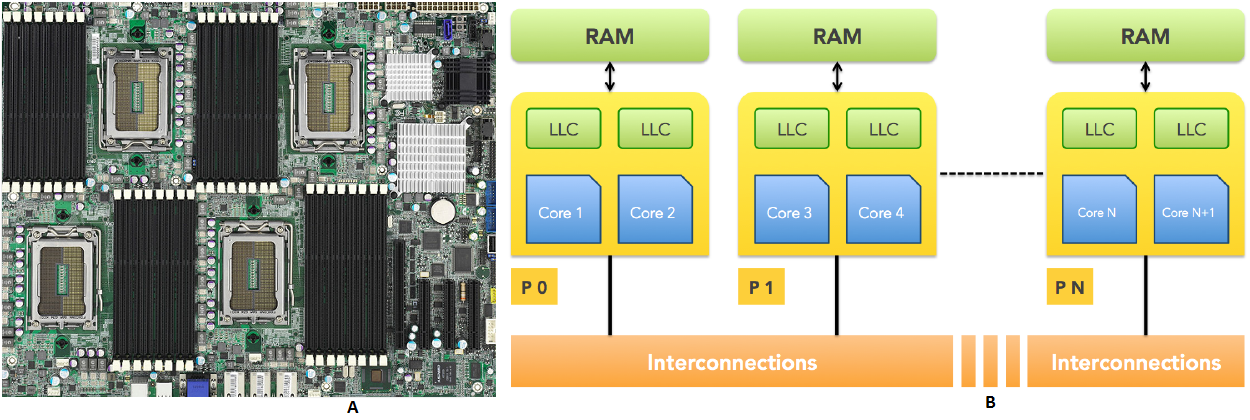 RAM
RAM
RAM
LLC LLC
LLC LLC
LLC LLC
Core 1 Core 2
Core 3 Core 4
Core N Core N+1
P 0
P 1
P N
Interconnections
Interconnections
A
B